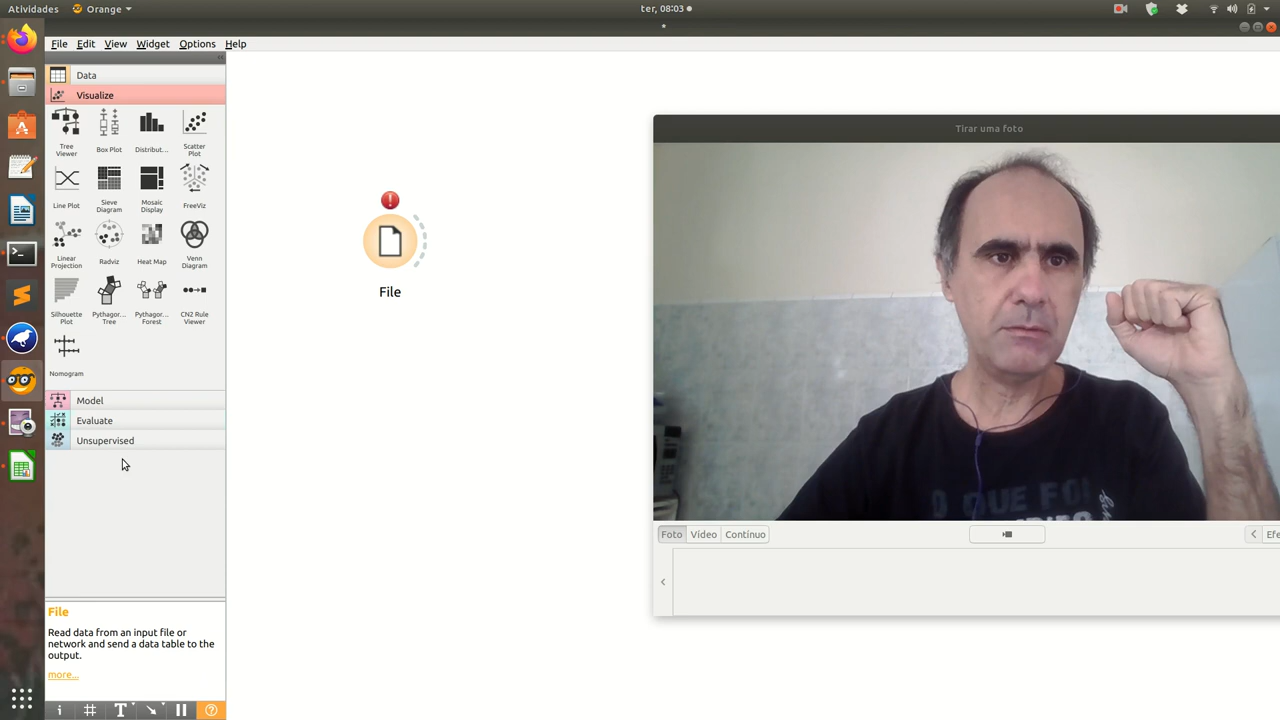 Atividades
Orange
ter, 08:03
File Edit View Widget Options Help
Data
Visualize
Tree Viewer
Box Plot
Distribut...
Scatter Plot
Line Plot
Sieve Diagram
Mosaic Display
FreeViz
Linear Projection
Radviz
Heat Map
Venn Diagram
Silhouette Plot
Pythagor... Tree
Pythagor... Forest
CN2 Rule Viewer
Nomogram
Model
Evaluate
Unsupervised
File
Read data from an input file or
network and send a data table to the
output.
more...
File
Tirar uma foto
O QUE FOI
Foto Vídeo Contínuo
Efe